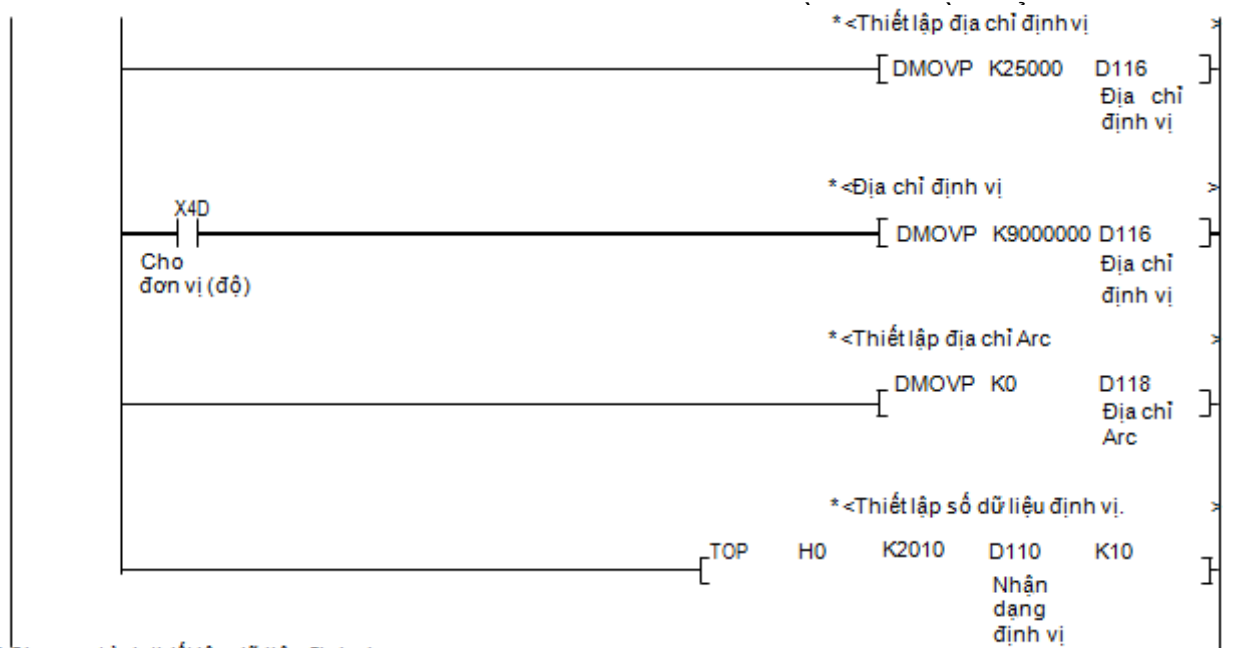 *<Thiết lập địa chỉ định vị >
DMOVP K25000 D116
Địa chỉ
định vị
*<Địa chỉ định vị >
X4D
DMOVP K9000000 D116
Cho
đơn vị (độ)
Địa chỉ
định vị
*<Thiết lập địa chỉ Arc >
DMOVP K0 D118
Địa chỉ
Arc
*<Thiết lập số dữ liệu định vị. >
TOP H0 K2010 D110 K10
Nhận
dạng
định vị